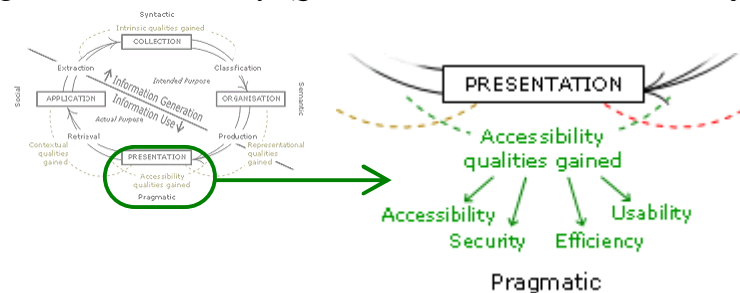 Syntactic
Intrinsic qualities gained
COLLECTION
Extraction
Classification
Intended Purpose
Information Generation
Information Use
Actual Purpose
Social
APPLICATION
ORGANISATION
Semantic
Retrieval
Production
Contextual
qualities
gained
PRESENTATION
Representational
qualities
gained
Accessibility
qualities gained
Pragmatic
PRESENTATION
Accessibility
qualities gained
Accessibility
Usability
Security
Efficiency
Pragmatic